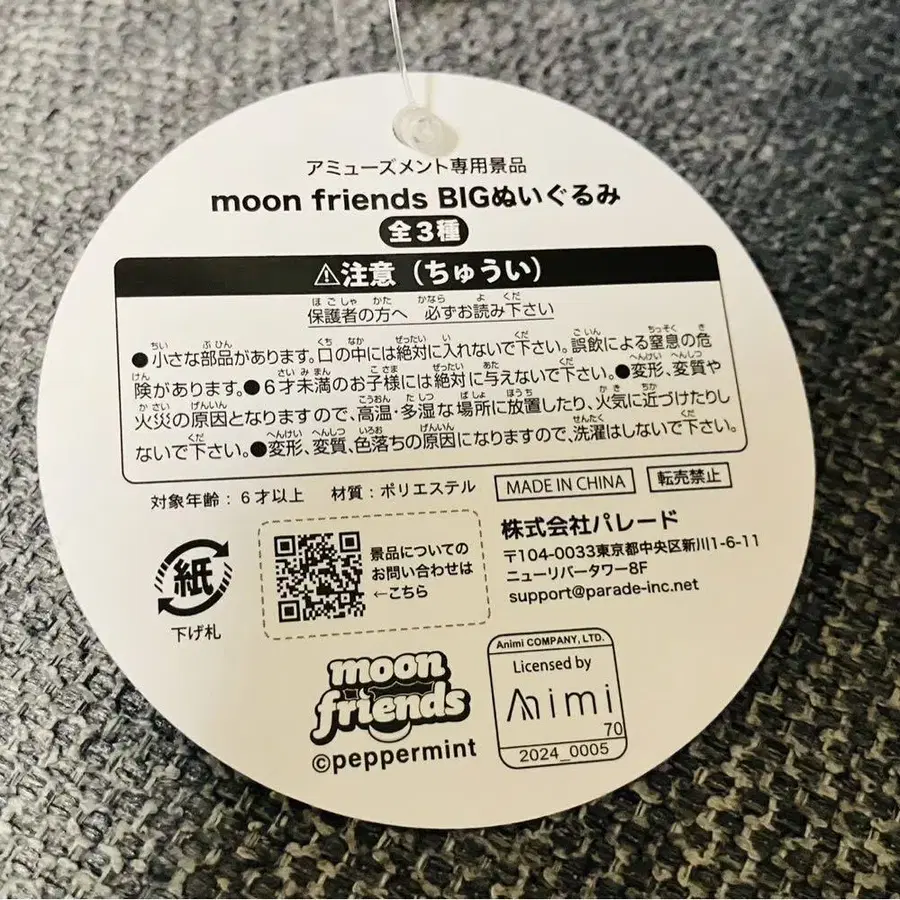 アミューズメント専用景品
moon friends BIGぬいぐるみ
全3種
⚠注意（ちゅうい）
ほごしゃ かた かなら よ くだ
保護者の方へ 必ずお読み下さい
ちい ぶひん くち なか ぜったい い くだ ごいん ちっそく き
●小さな部品があります。口の中には絶対に入れないで下さい。誤飲による窒息の危
けん さいみまん こさま ぜったい あた くだ へんけい へんしつ
険があります。●6才未満のお子様には絶対に与えないで下さい。●変形、変質や
かさい げんいん こうおん たしつ ばしょ ほうち かき ちか
火災の原因となりますので、高温・多湿な場所に放置したり、火気に近づけたりし
くだ へんけい へんしつ いろお げんいん せんたく
ないで下さい。●変形、変質、色落ちの原因になりますので、洗濯はしないで下さい。
対象年齢：6才以上 材質：ポリエステル MADE IN CHINA 転売禁止
紙
下げ札
景品についての
お問い合わせは
←こちら
株式会社パレード
〒104-0033東京都中央区新川1-6-11
ニューリバータワー8F
support@parade-inc.net
moon
friends
©peppermint
Animi COMPANY, LTD.
Licensed by
Animi
70
2024_0005